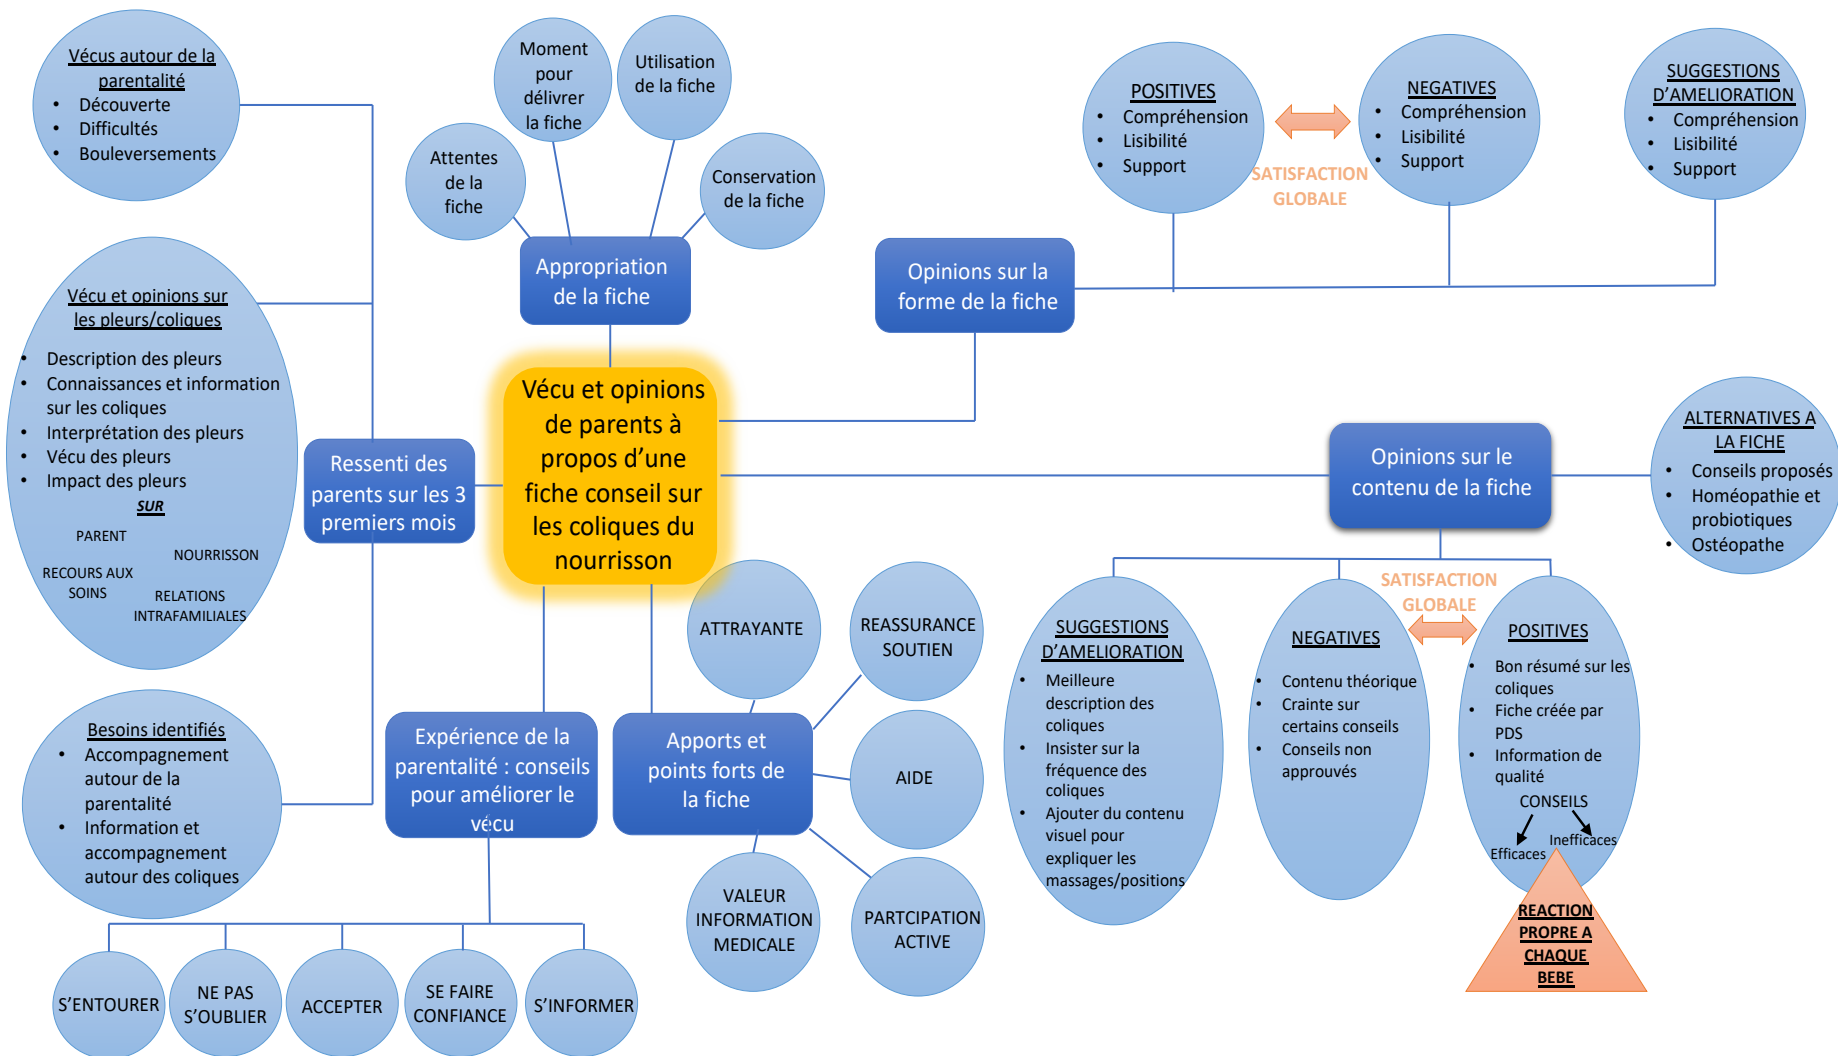 Vécus autour de la
parentalité
• Découverte
• Difficultés
• Bouleversements
Vécu et opinions sur
les pleurs/coliques
• Description des pleurs
• Connaissances et information
sur les coliques
• Interprétation des pleurs
• Vécu des pleurs
• Impact des pleurs
SUR
PARENT
NOURRISSON
RECOURS AUX
SOINS
RELATIONS
INTRAFAMILIALES
Besoins identifiés
• Accompagnement
autour de la
parentalité
• Information et
accompagnement
autour des coliques
Ressenti des
parents sur les 3
premiers mois
Attentes
de la
fiche
Moment
pour
délivrer
la fiche
Utilisation
de la fiche
Conservation
de la fiche
Appropriation
de la fiche
Vécu et opinions
de parents à
propos d'une
fiche conseil sur
les coliques du
nourrisson
Opinions sur la
forme de la fiche
POSITIVES
• Compréhension
• Lisibilité
• Support
SATISFACTION
GLOBALE
NEGATIVES
• Compréhension
• Lisibilité
• Support
SUGGESTIONS
D'AMELIORATION
• Compréhension
• Lisibilité
• Support
Opinions sur le
contenu de la fiche
ALTERNATIVES A
LA FICHE
• Conseils proposés
• Homéopathie et
probiotiques
• Ostéopathe
SUGGESTIONS
D'AMELIORATION
• Meilleure
description des
coliques
• Insister sur la
fréquence des
coliques
• Ajouter du contenu
visuel pour
expliquer les
massages/positions
NEGATIVES
• Contenu théorique
• Crainte sur
certains conseils
• Conseils non
approuvés
SATISFACTION
GLOBALE
POSITIVES
• Bon résumé sur les
coliques
• Fiche créée par
PDS
• Information de
qualité
CONSEILS
Efficaces
Inefficaces
REACTION
PROPRE A
CHAQUE
BEBE
Expérience de la
parentalité : conseils
pour améliorer le
vécu
S'ENTOURER
NE PAS
S'OUBLIER
ACCEPTER
SE FAIRE
CONFIANCE
S'INFORMER
Apports et
points forts de
la fiche
ATTRAYANTE
REASSURANCE
SOUTIEN
AIDE
PARTCIPATION
ACTIVE
VALEUR
INFORMATION
MEDICALE